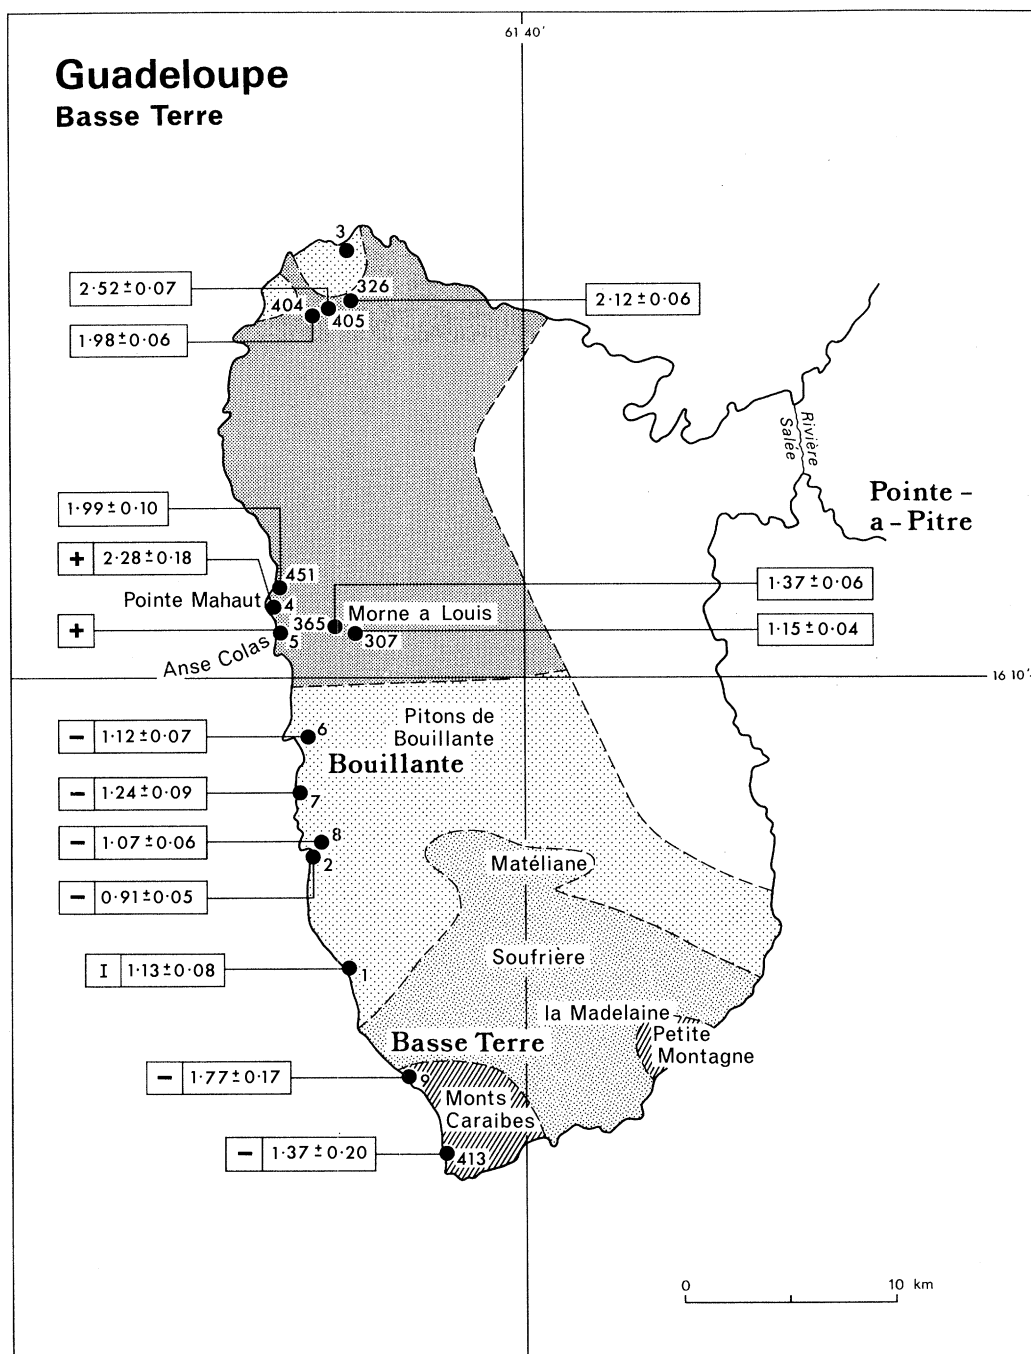 61 40'
Guadeloupe
Basse Terre
3
2·52±0·07
326
2·12±0·06
404
405
1·98±0·06
Rivière
Salée
Pointe-
a-Pitre
1·99±0·10
+ 2·28±0·18
451
1·37±0·06
Pointe Mahaut
4
365
Morne a Louis
+
5
307
1·15±0·04
Anse Colas
16 10'
Pitons de
Bouillante
6
− 1·12±0·07
Bouillante
− 1·24±0·09
7
− 1·07±0·06
8
2
Matéliane
− 0·91±0·05
Soufrière
I 1·13±0·08
1
la Madelaine
Petite
Montagne
Basse Terre
− 1·77±0·17
9
Monts
Caraibes
− 1·37±0·20
413
0 10 km